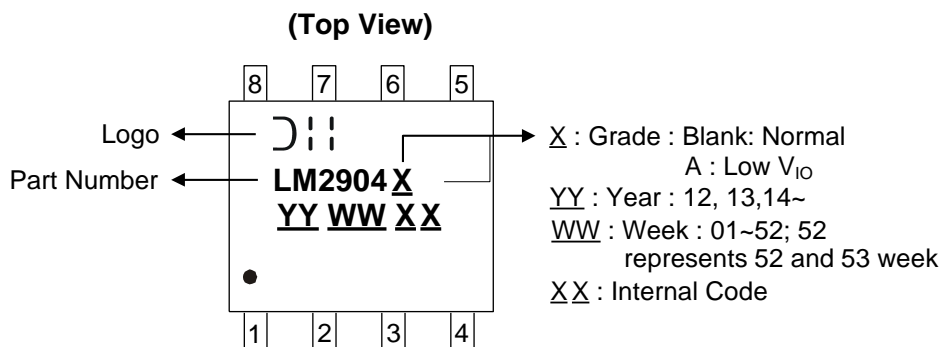 (Top View)
8 7 6 5
Logo
Part Number
LM2904X
YY WW XX
X : Grade : Blank: Normal
A : Low VIO
YY : Year : 12, 13,14~
WW : Week : 01~52; 52
represents 52 and 53 week
XX : Internal Code
1 2 3 4